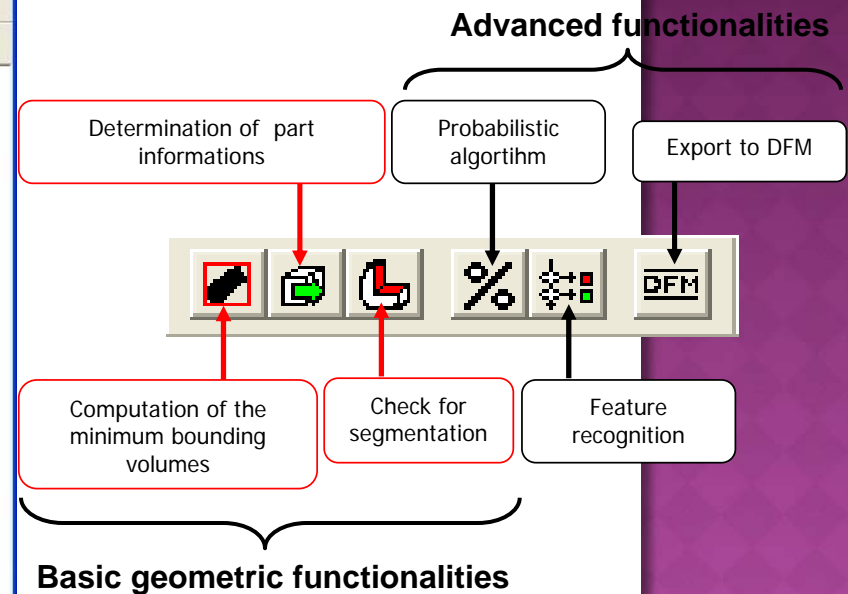 Advanced functionalities
Determination of part
informations
Probabilistic
algortihm
Export to DFM
DFM
Computation of the
minimum bounding
volumes
Check for
segmentation
Feature
recognition
Basic geometric functionalities